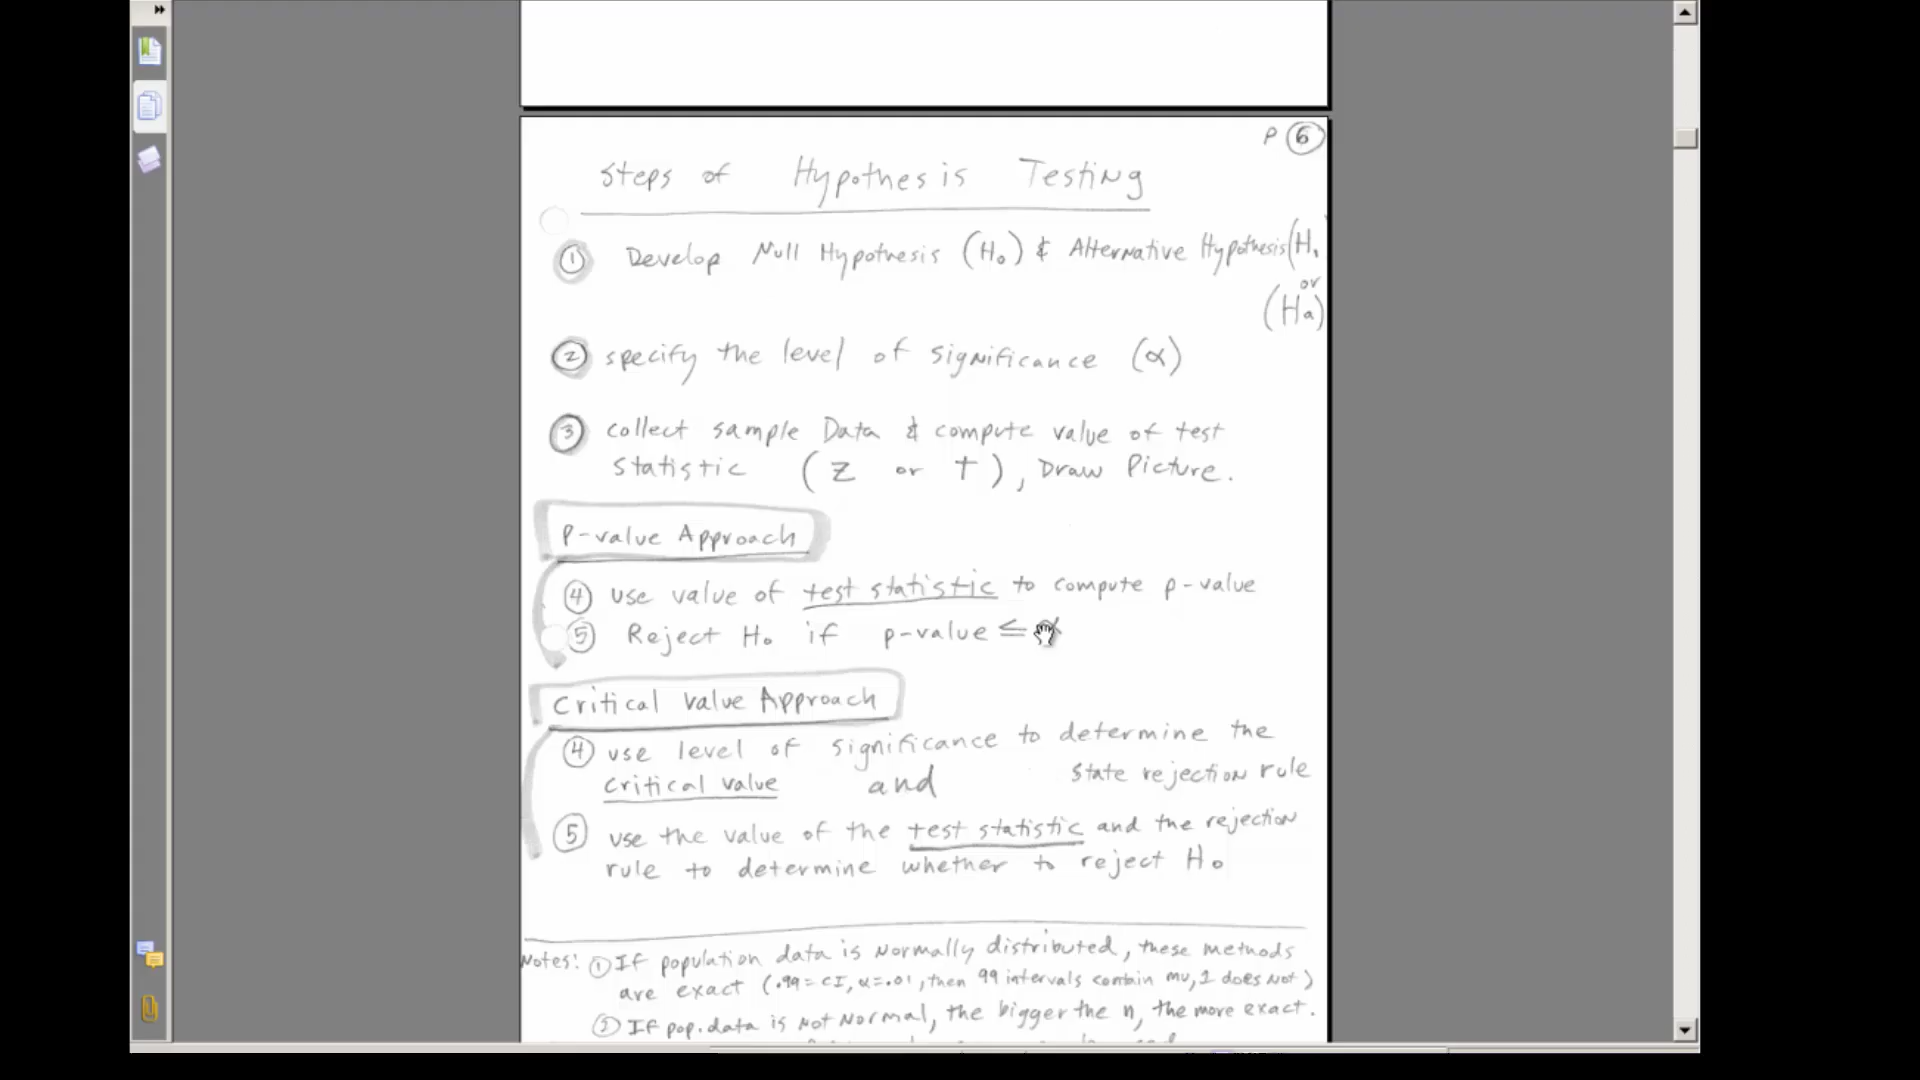 P 6
Steps of Hypothesis Testing
① Develop Null Hypothesis (H₀) & Alternative Hypothesis (H₁
or
(Ha)
② specify the level of significance (α)
③ collect sample Data & compute value of test
statistic (Z or T), Draw Picture.
P-value Approach
④ use value of test statistic to compute p-value
⑤ Reject H₀ if p-value ≤
Critical Value Approach
④ use level of significance to determine the
critical value and state rejection rule
⑤ use the value of the test statistic and the rejection
rule to determine whether to reject H₀
Notes: ① If population data is Normally distributed, these methods
are exact (.99 = CI, α = .01, then 99 intervals contain mu, 1 does not)
② If pop. data is Not Normal, the bigger the n, the more exact.